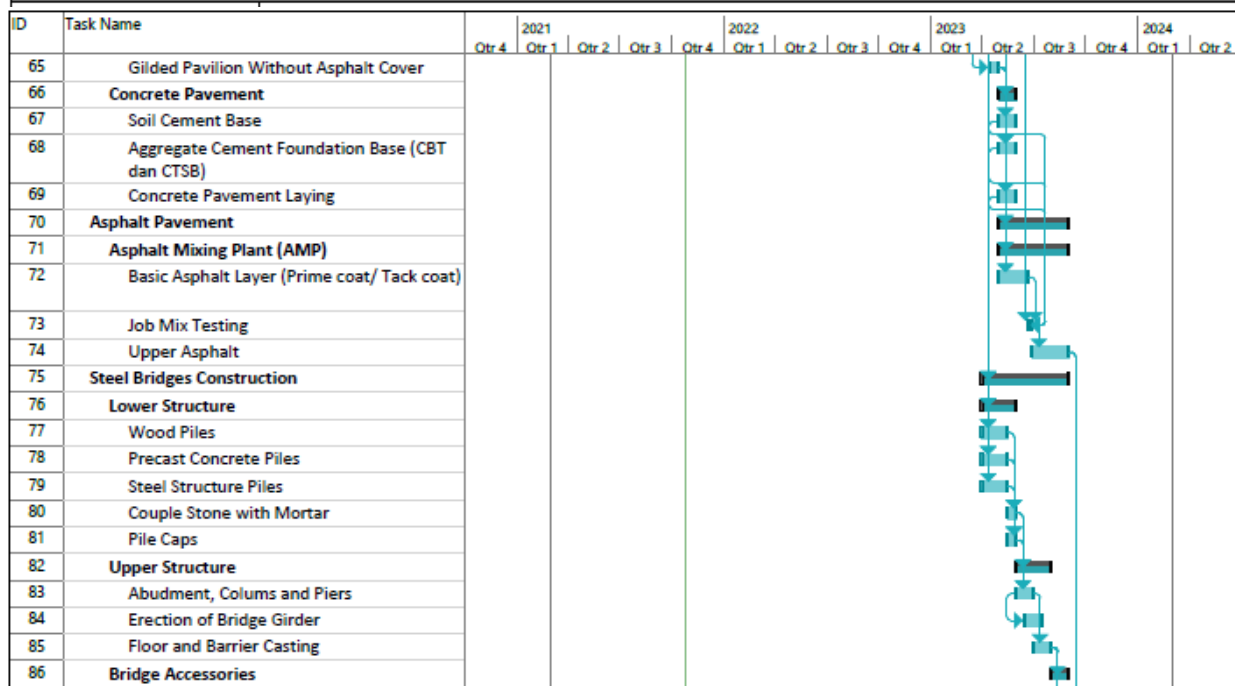 ID Task Name 2021 2022 2023 2024
Qtr 4 Qtr 1 Qtr 2 Qtr 3 Qtr 4 Qtr 1 Qtr 2 Qtr 3 Qtr 4 Qtr 1 Qtr 2 Qtr 3 Qtr 4 Qtr 1 Qtr 2
65 Gilded Pavilion Without Asphalt Cover
66 Concrete Pavement
67 Soil Cement Base
68 Aggregate Cement Foundation Base (CBT
dan CTSB)
69 Concrete Pavement Laying
70 Asphalt Pavement
71 Asphalt Mixing Plant (AMP)
72 Basic Asphalt Layer (Prime coat/ Tack coat)
73 Job Mix Testing
74 Upper Asphalt
75 Steel Bridges Construction
76 Lower Structure
77 Wood Piles
78 Precast Concrete Piles
79 Steel Structure Piles
80 Couple Stone with Mortar
81 Pile Caps
82 Upper Structure
83 Abudment, Colums and Piers
84 Erection of Bridge Girder
85 Floor and Barrier Casting
86 Bridge Accessories